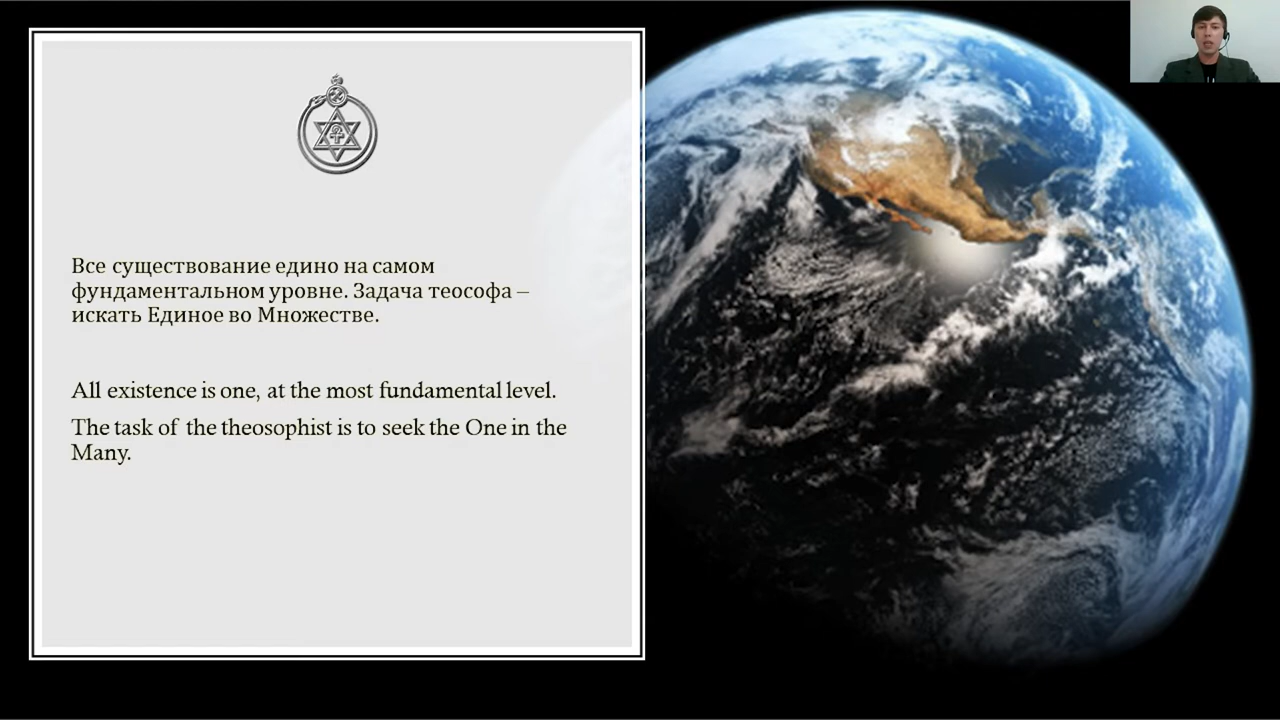 Все существование едино на самом
фундаментальном уровне. Задача теософа –
искать Единое во Множестве.
All existence is one, at the most fundamental level.
The task of the theosophist is to seek the One in the
Many.